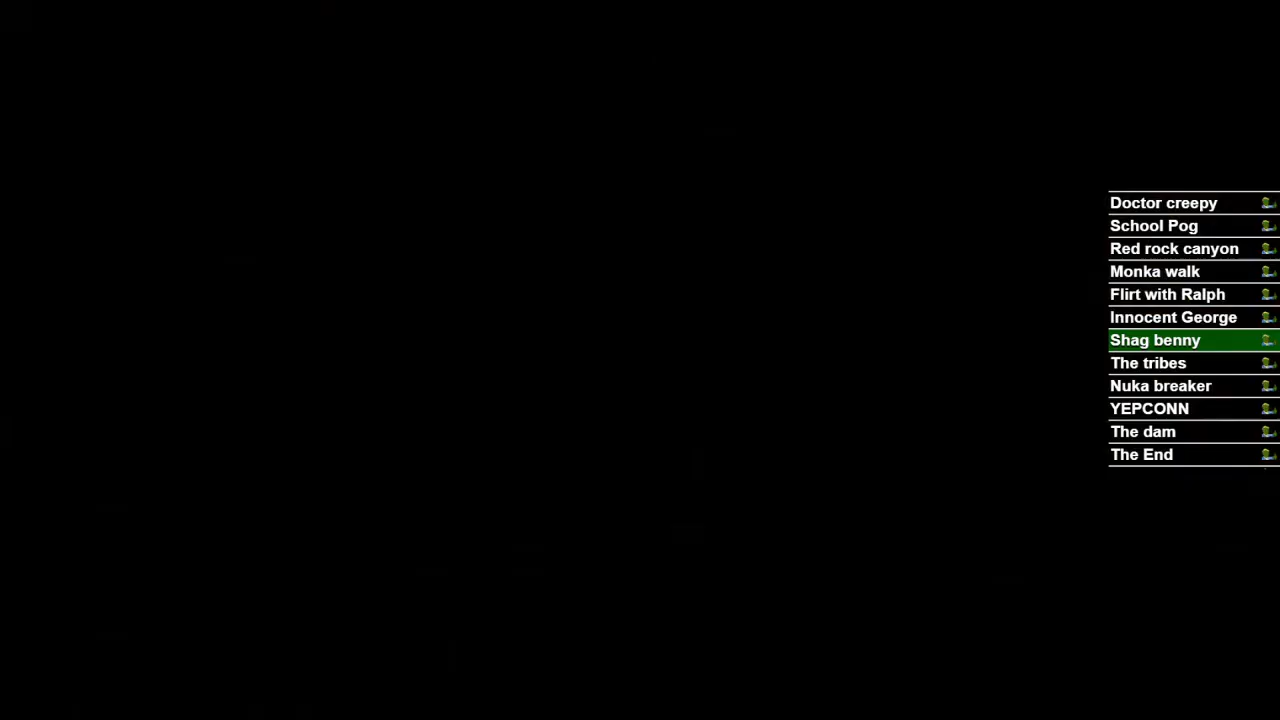 Doctor creepy
School Pog
Red rock canyon
Monka walk
Flirt with Ralph
Innocent George
Shag benny
The tribes
Nuka breaker
YEPCONN
The dam
The End